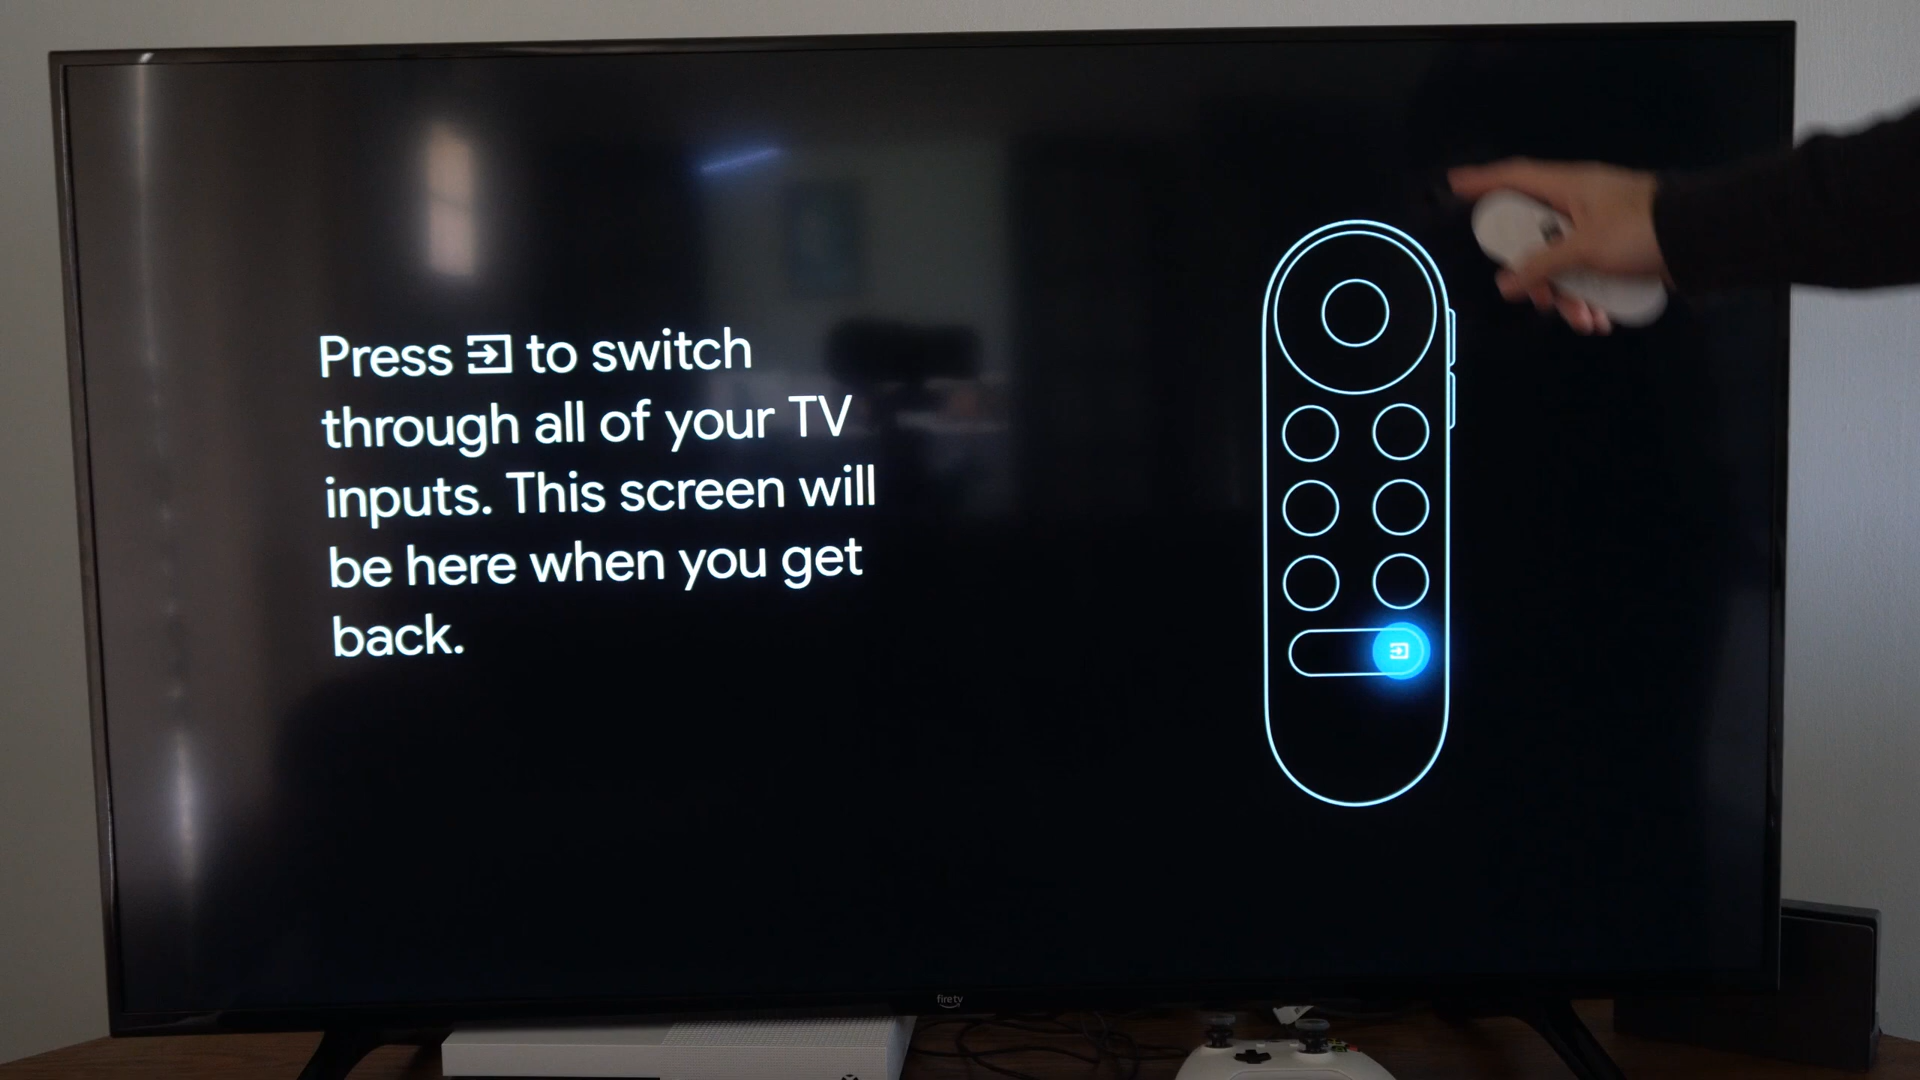 Press to switch
through all of your TV
inputs. This screen will
be here when you get
back.
firetv